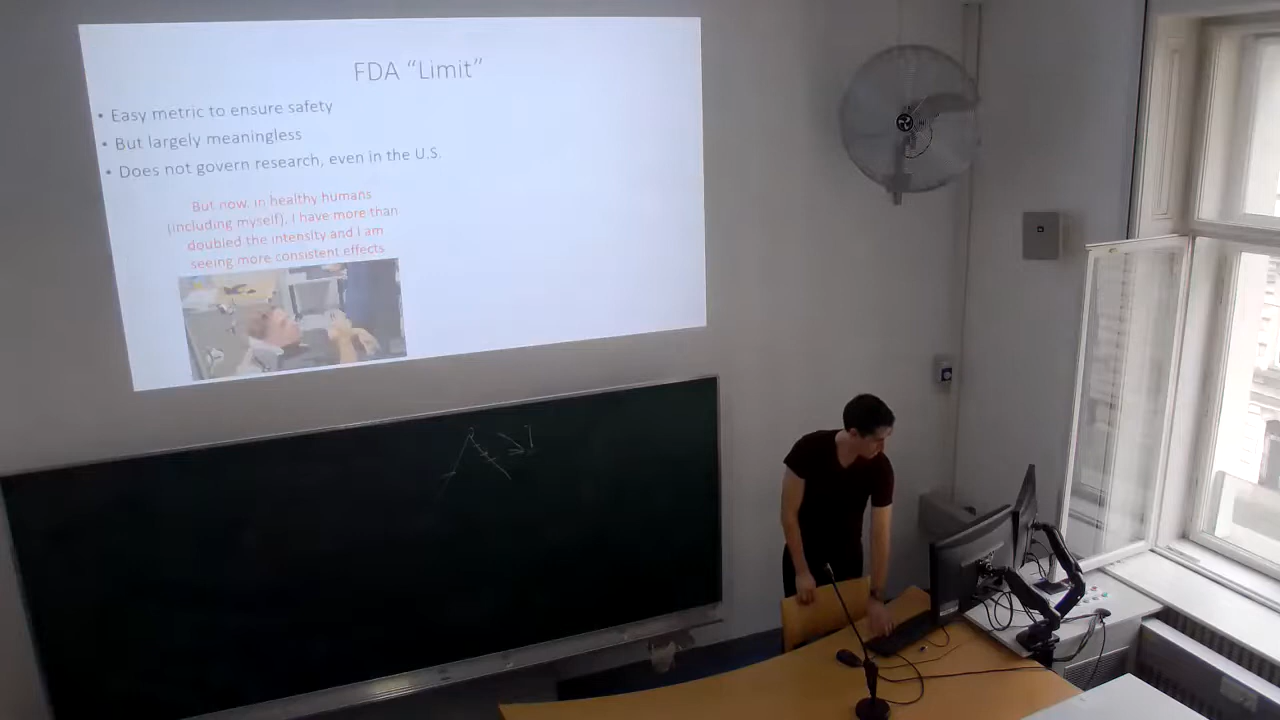 FDA “Limit”
• Easy metric to ensure safety
• But largely meaningless
• Does not govern research, even in the U.S.
But now, in healthy humans
(including myself), I have more than
doubled the intensity and I am
seeing more consistent effects